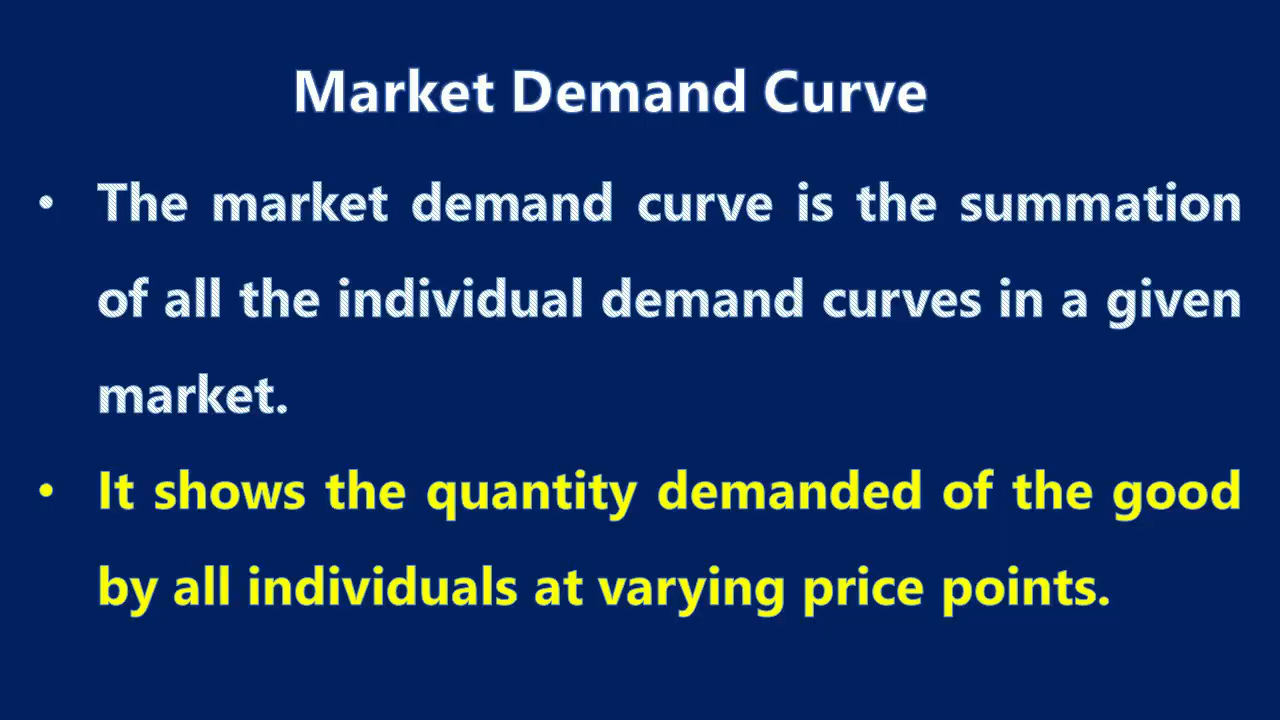 Market Demand Curve
• The market demand curve is the summation
of all the individual demand curves in a given
market.
• It shows the quantity demanded of the good
by all individuals at varying price points.